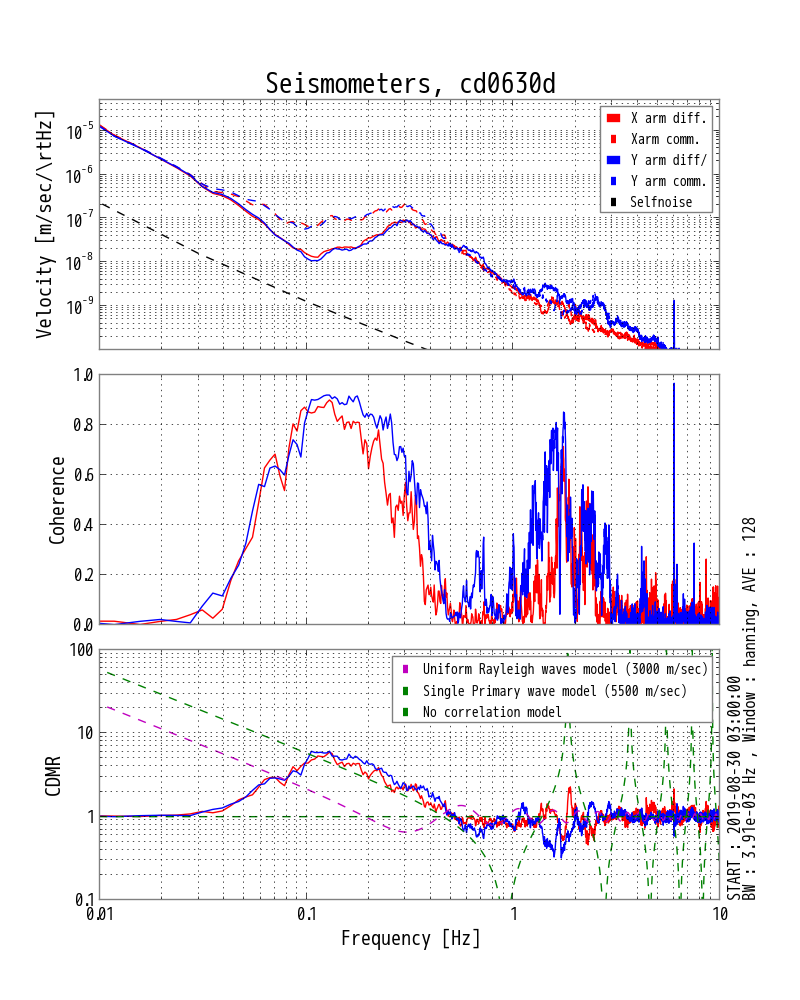 Seismometers, cd0630d
Velocity [m/sec/\rtHz]
10^-5
10^-6
10^-7
10^-8
10^-9
X arm diff.
Xarm comm.
Y arm diff/
Y arm comm.
Selfnoise
Coherence
1.0
0.8
0.6
0.4
0.2
0.0
CDMR
100
10
1
0.1
Uniform Rayleigh waves model (3000 m/sec)
Single Primary wave model (5500 m/sec)
No correlation model
0.01
0.1
1
10
Frequency [Hz]
START : 2019-08-30 03:00:00
BW : 3.91e-03 Hz , Window : hanning, AVE : 128